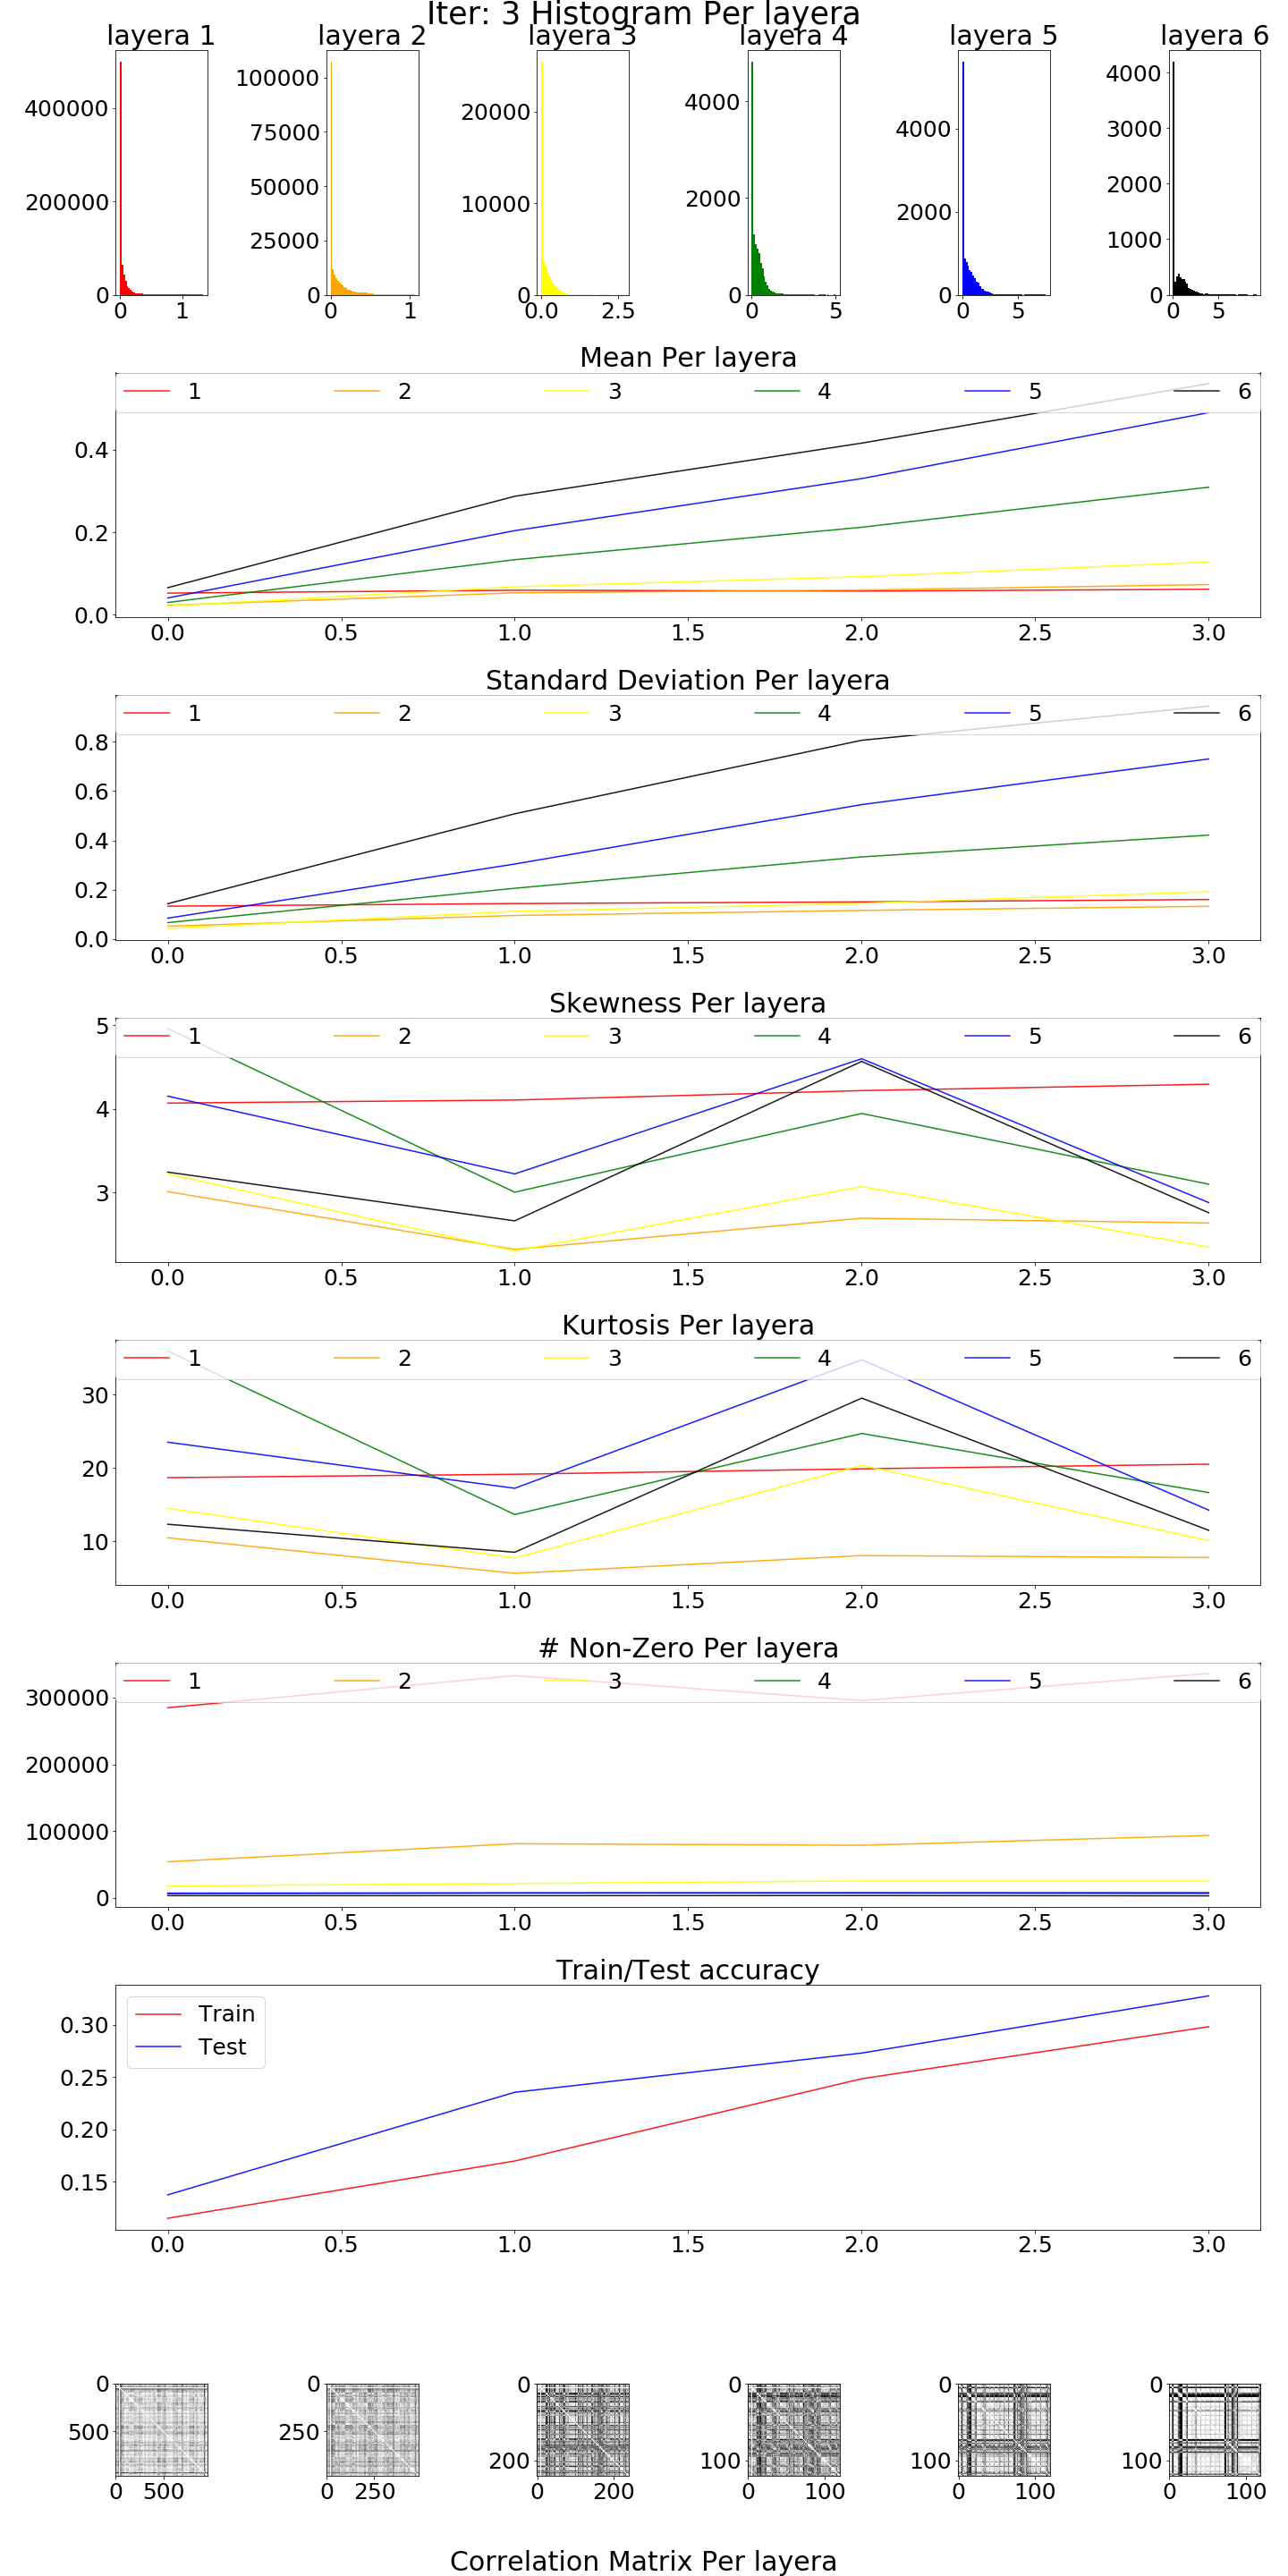 Iter: 3 Histogram Per layera
layera 1 layera 2 layera 3 layera 4 layera 5 layera 6
400000 200000 0
0 1
100000 75000 50000 25000 0
0 1
20000 10000 0
0.0 2.5
4000 2000 0
0 5
4000 2000 0
0 5
4000 3000 2000 1000 0
0 5
Mean Per layera
1 2 3 4 5 6
0.4
0.2
0.0
0.0 0.5 1.0 1.5 2.0 2.5 3.0
Standard Deviation Per layera
1 2 3 4 5 6
0.8
0.6
0.4
0.2
0.0
0.0 0.5 1.0 1.5 2.0 2.5 3.0
Skewness Per layera
5
1 2 3 4 5 6
4
3
0.0 0.5 1.0 1.5 2.0 2.5 3.0
Kurtosis Per layera
1 2 3 4 5 6
30
20
10
0.0 0.5 1.0 1.5 2.0 2.5 3.0
# Non-Zero Per layera
1 2 3 4 5 6
300000
200000
100000
0
0.0 0.5 1.0 1.5 2.0 2.5 3.0
Train/Test accuracy
Train
Test
0.30
0.25
0.20
0.15
0.0 0.5 1.0 1.5 2.0 2.5 3.0
0 500
0 500
0 250
0 250
0 200
0 200
0 100
0 100
0 100
0 100
0 100
0 100
Correlation Matrix Per layera